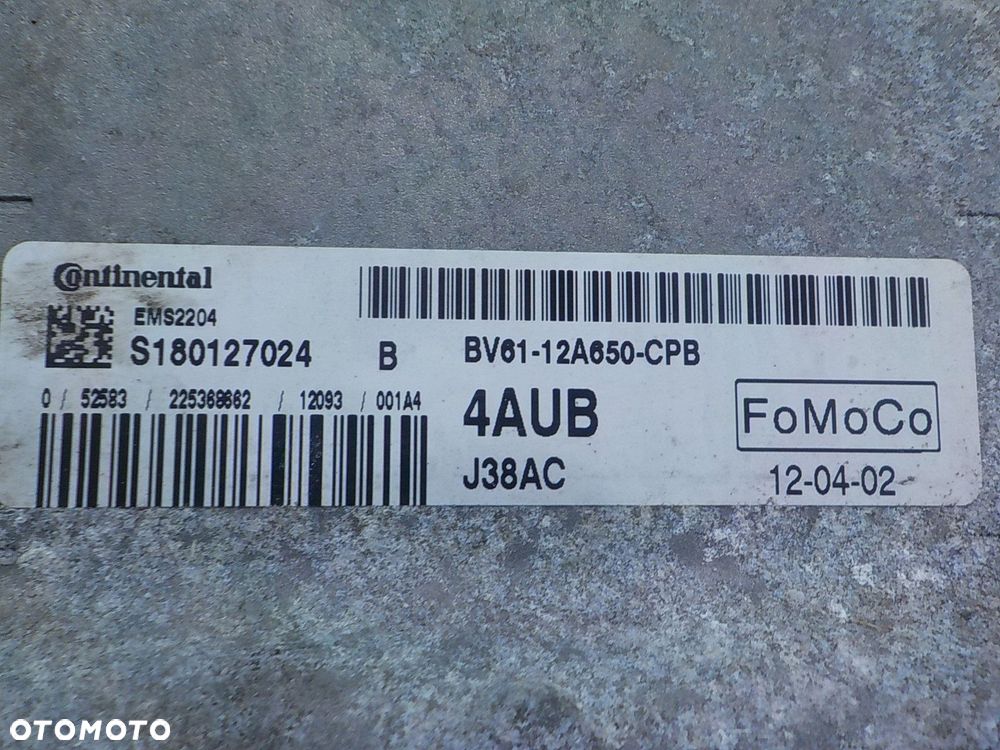 Continental
EMS2204
S180127024 B
0 / 52583 / 225368662 / 12093 / 001A4
BV61-12A650-CPB
4AUB
J38AC
FoMoCo
12-04-02
OTOMOTO